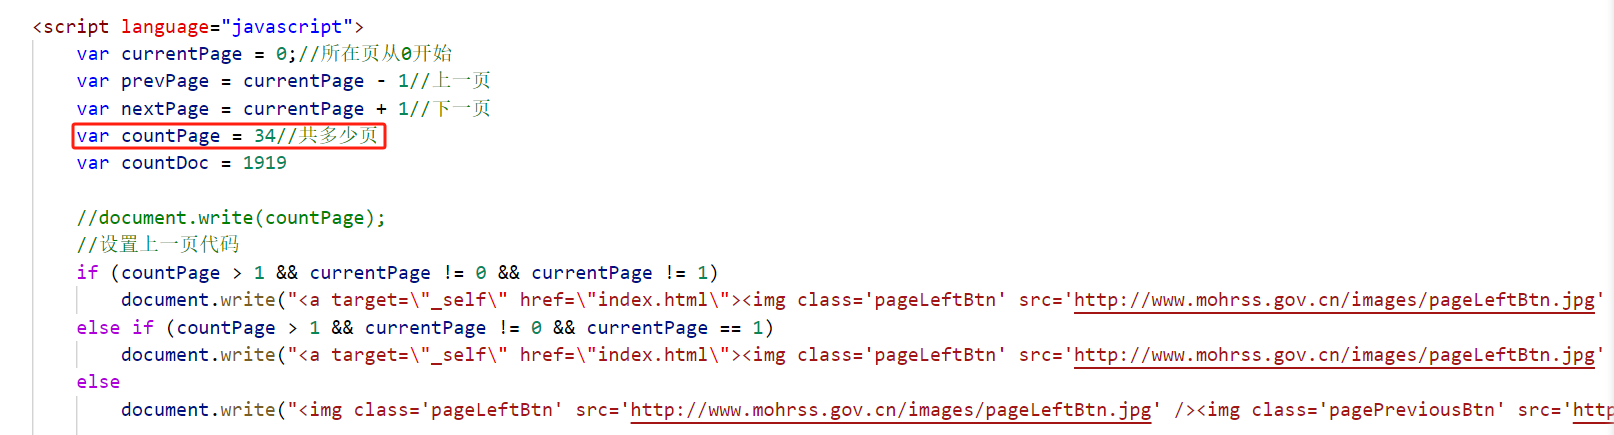 <script language="javascript">
var currentPage = 0;//所在页从0开始
var prevPage = currentPage - 1//上一页
var nextPage = currentPage + 1//下一页
var countPage = 34//共多少页
var countDoc = 1919
//document.write(countPage);
//设置上一页代码
if (countPage > 1 && currentPage != 0 && currentPage != 1)
document.write("<a target=\"_self\" href=\"index.html\"><img class='pageLeftBtn' src='http://www.mohrss.gov.cn/images/pageLeftBtn.jpg'
else if (countPage > 1 && currentPage != 0 && currentPage == 1)
document.write("<a target=\"_self\" href=\"index.html\"><img class='pageLeftBtn' src='http://www.mohrss.gov.cn/images/pageLeftBtn.jpg'
else
document.write("<img class='pageLeftBtn' src='http://www.mohrss.gov.cn/images/pageLeftBtn.jpg' /><img class='pagePreviousBtn' src='http